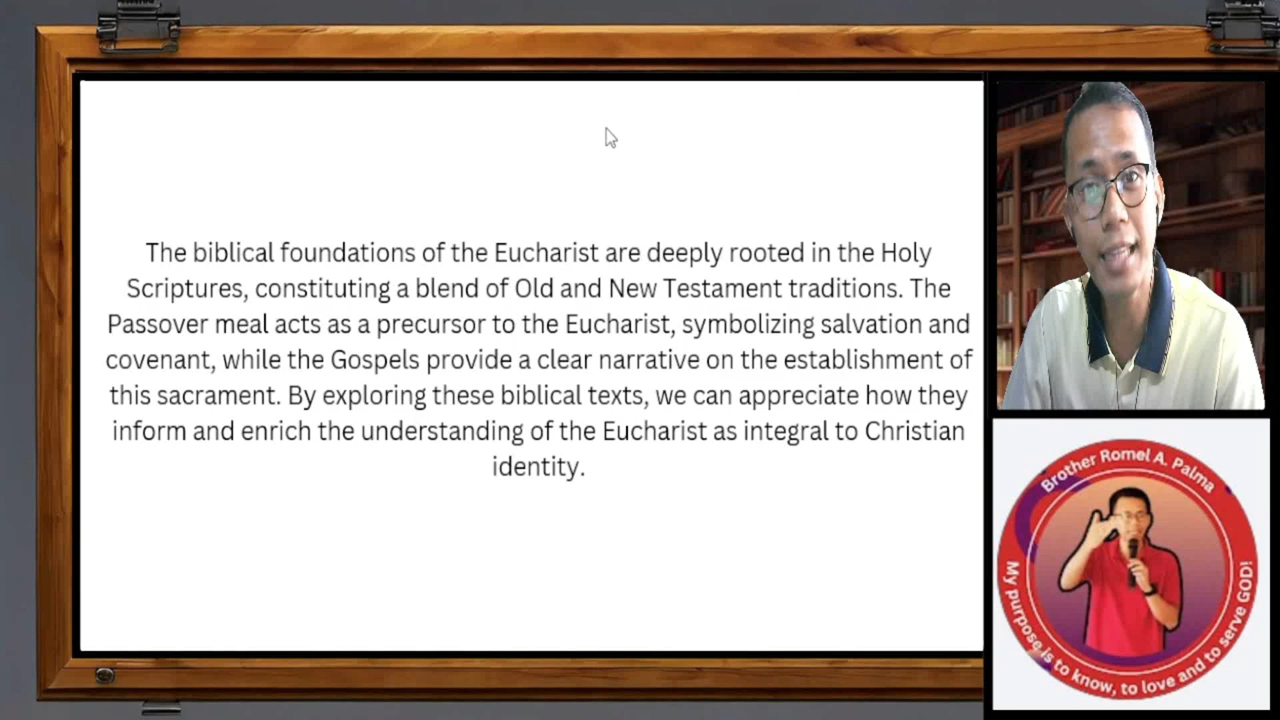 The biblical foundations of the Eucharist are deeply rooted in the Holy
Scriptures, constituting a blend of Old and New Testament traditions. The
Passover meal acts as a precursor to the Eucharist, symbolizing salvation and
covenant, while the Gospels provide a clear narrative on the establishment of
this sacrament. By exploring these biblical texts, we can appreciate how they
inform and enrich the understanding of the Eucharist as integral to Christian
identity.
Brother Romel A. Palma
My purpose is to know, to love and to serve GOD!